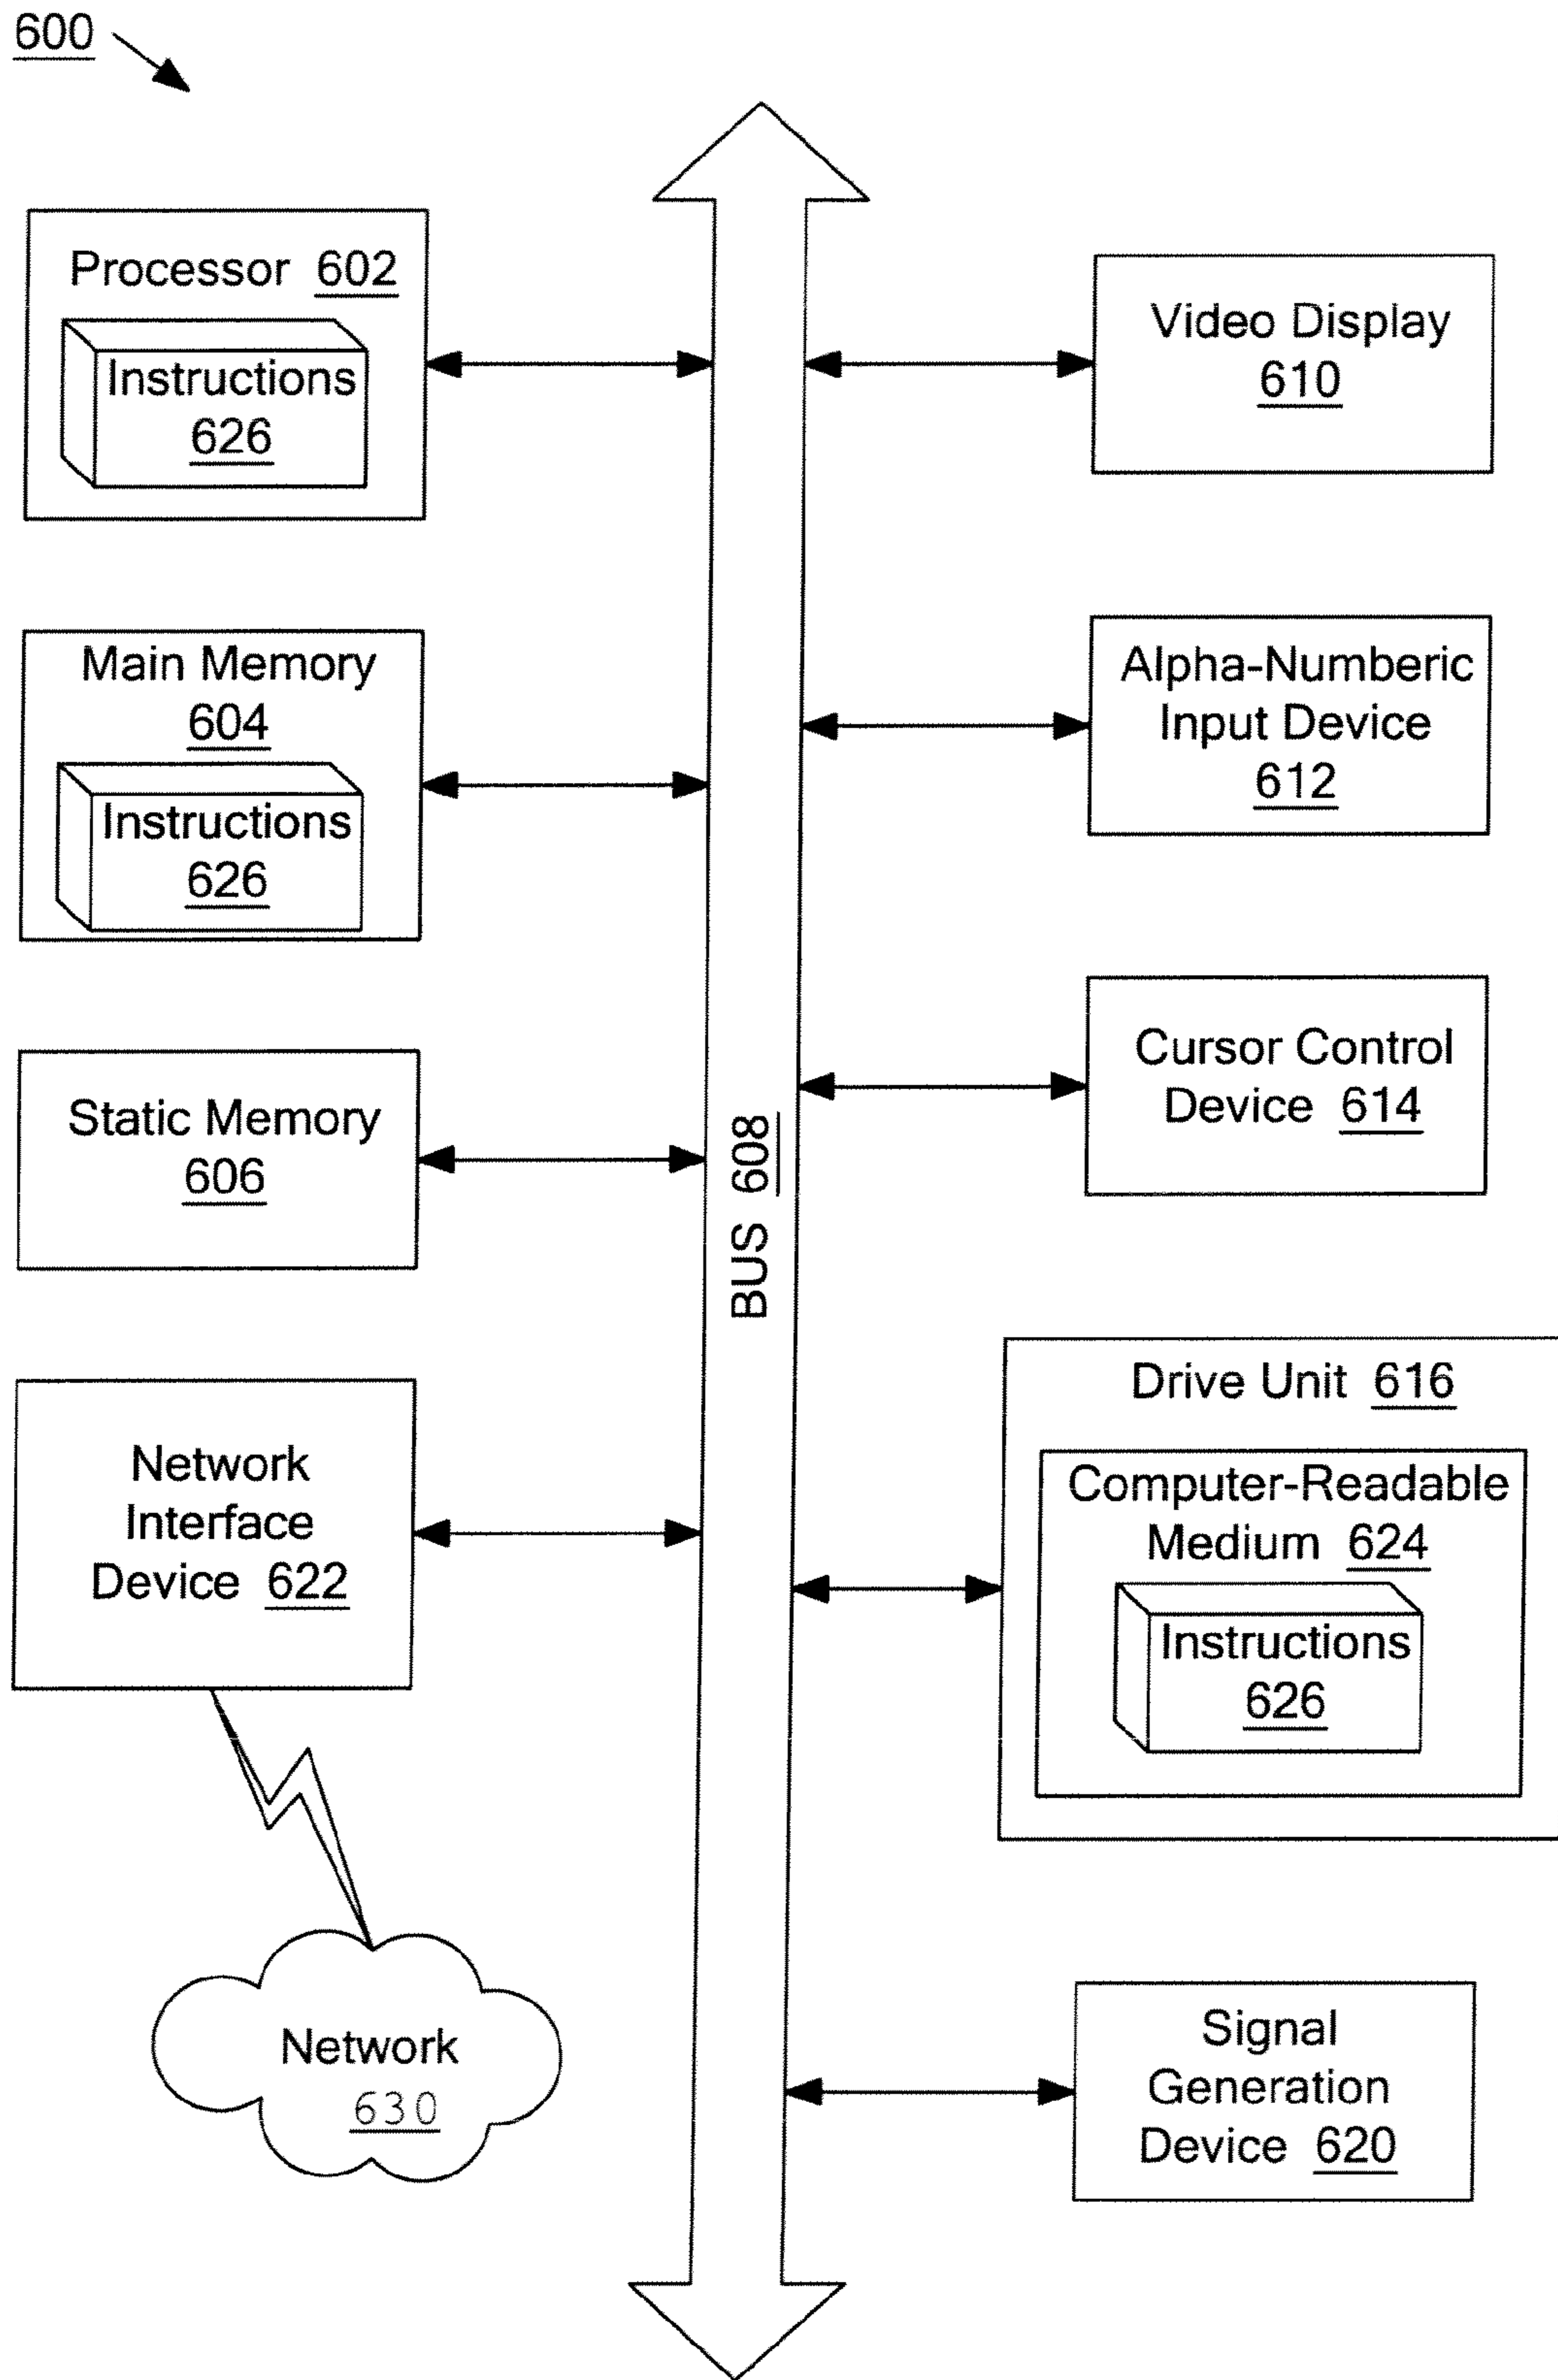 600
Processor 602
Instructions
626
Main Memory
604
Instructions
626
Static Memory
606
Network
Interface
Device 622
Network
630
BUS 608
Video Display
610
Alpha-Numberic
Input Device
612
Cursor Control
Device 614
Drive Unit 616
Computer-Readable
Medium 624
Instructions
626
Signal
Generation
Device 620